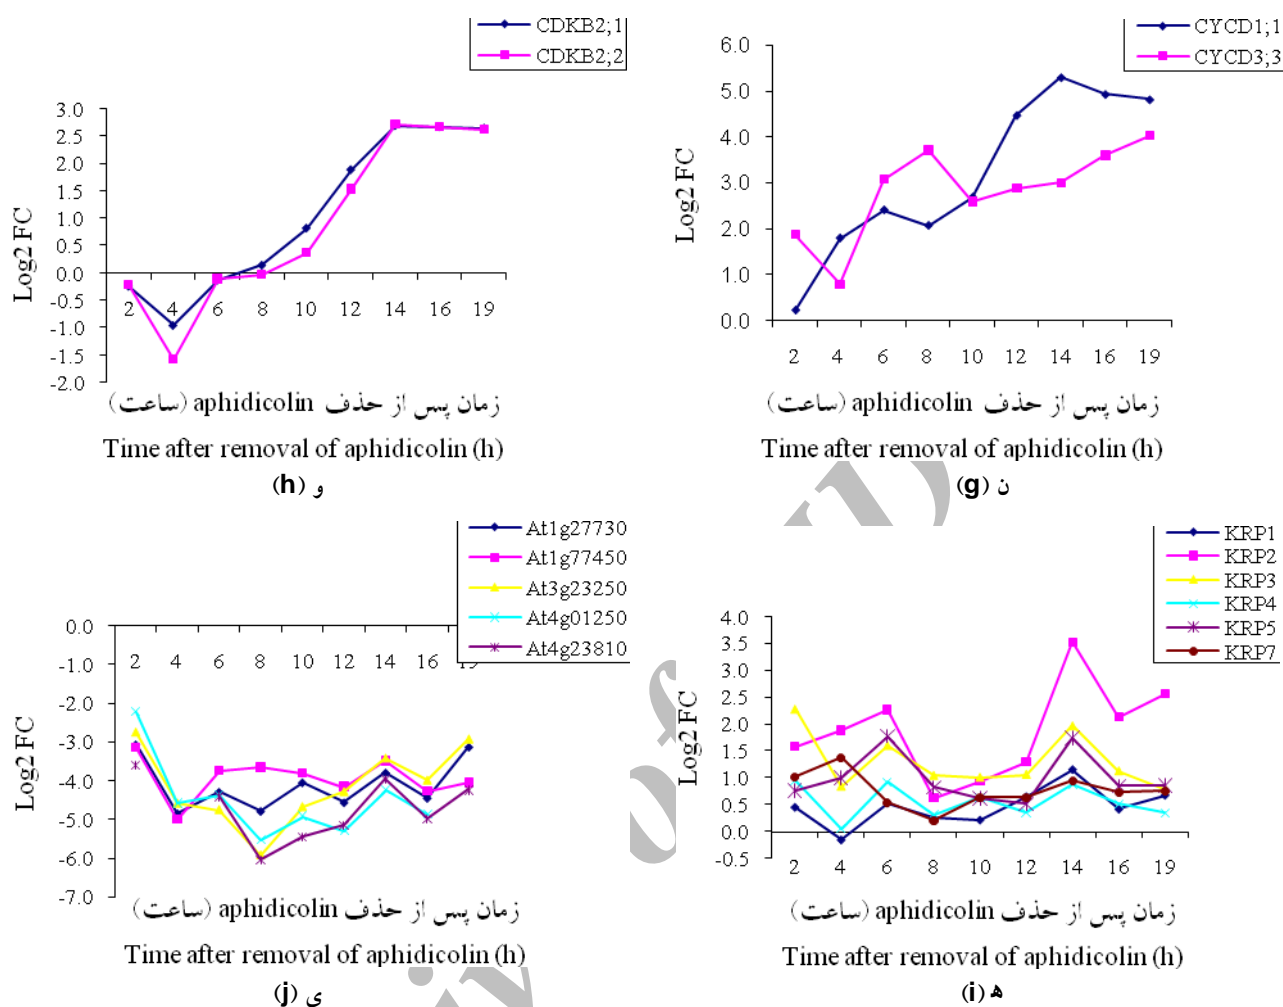 CDKB2;1
CDKB2;2
3.0
2.5
2.0
1.5
1.0
0.5
0.0
-0.5
-1.0
-1.5
-2.0
Log2 FC
2 4 6 8 10 12 14 16 19
زمان پس از حذف aphidicolin (ساعت)
Time after removal of aphidicolin (h)
و (h)
CYCD1;1
CYCD3;3
6.0
5.0
4.0
3.0
2.0
1.0
0.0
Log2 FC
2 4 6 8 10 12 14 16 19
زمان پس از حذف aphidicolin (ساعت)
Time after removal of aphidicolin (h)
ن (g)
At1g27730
At1g77450
At3g23250
At4g01250
At4g23810
0.0
-1.0
-2.0
-3.0
-4.0
-5.0
-6.0
-7.0
Log2 FC
2 4 6 8 10 12 14 16 19
زمان پس از حذف aphidicolin (ساعت)
Time after removal of aphidicolin (h)
ی (j)
KRP1
KRP2
KRP3
KRP4
KRP5
KRP7
4.0
3.5
3.0
2.5
2.0
1.5
1.0
0.5
0.0
-0.5
Log2 FC
2 4 6 8 10 12 14 16 19
زمان پس از حذف aphidicolin (ساعت)
Time after removal of aphidicolin (h)
ه (i)
of